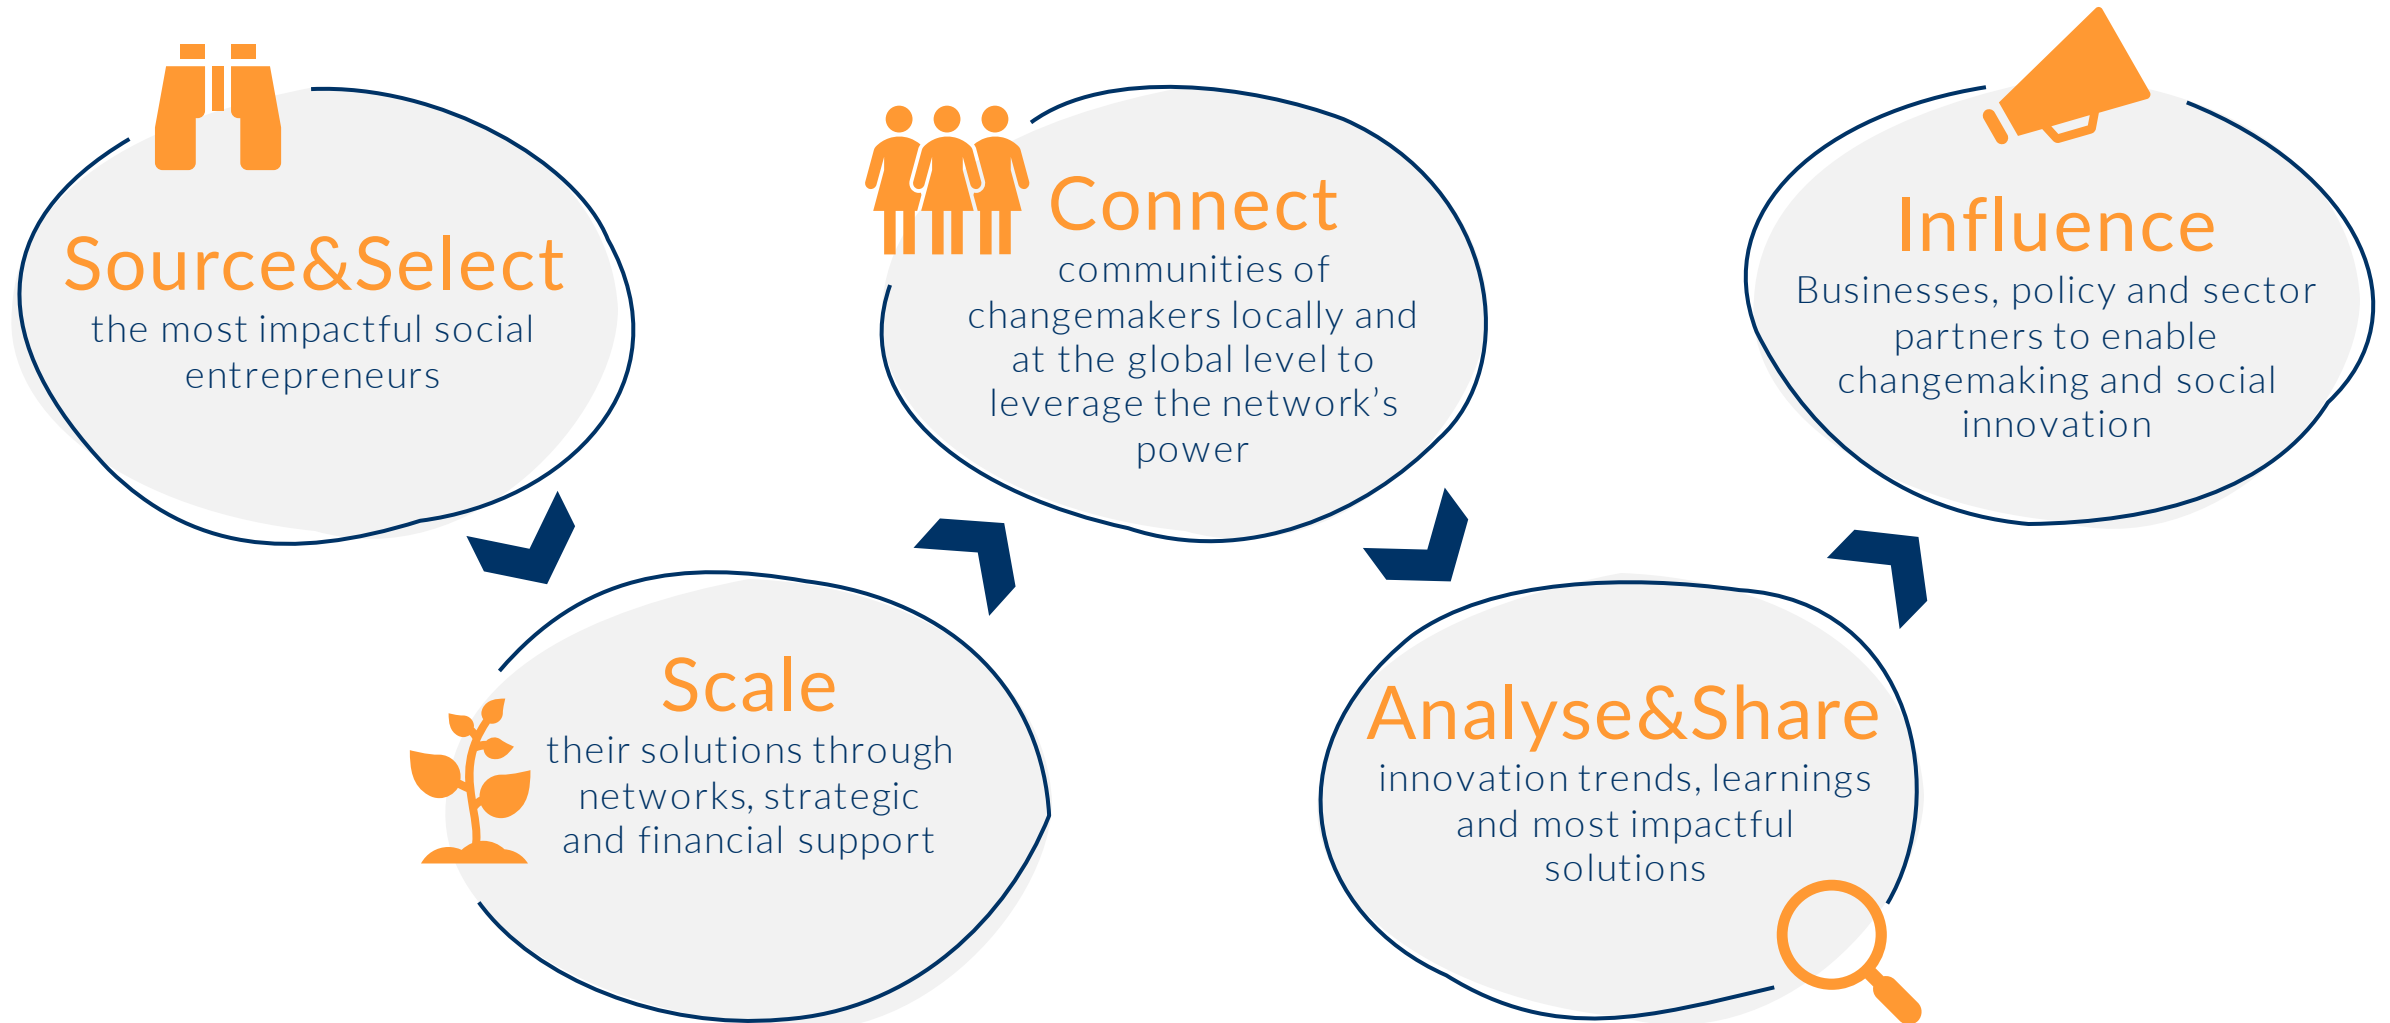 Source&Select
the most impactful social
entrepreneurs
Scale
their solutions through
networks, strategic
and financial support
Connect
communities of
changemakers locally and
at the global level to
leverage the network’s
power
Analyse&Share
innovation trends, learnings
and most impactful
solutions
Influence
Businesses, policy and sector
partners to enable
changemaking and social
innovation